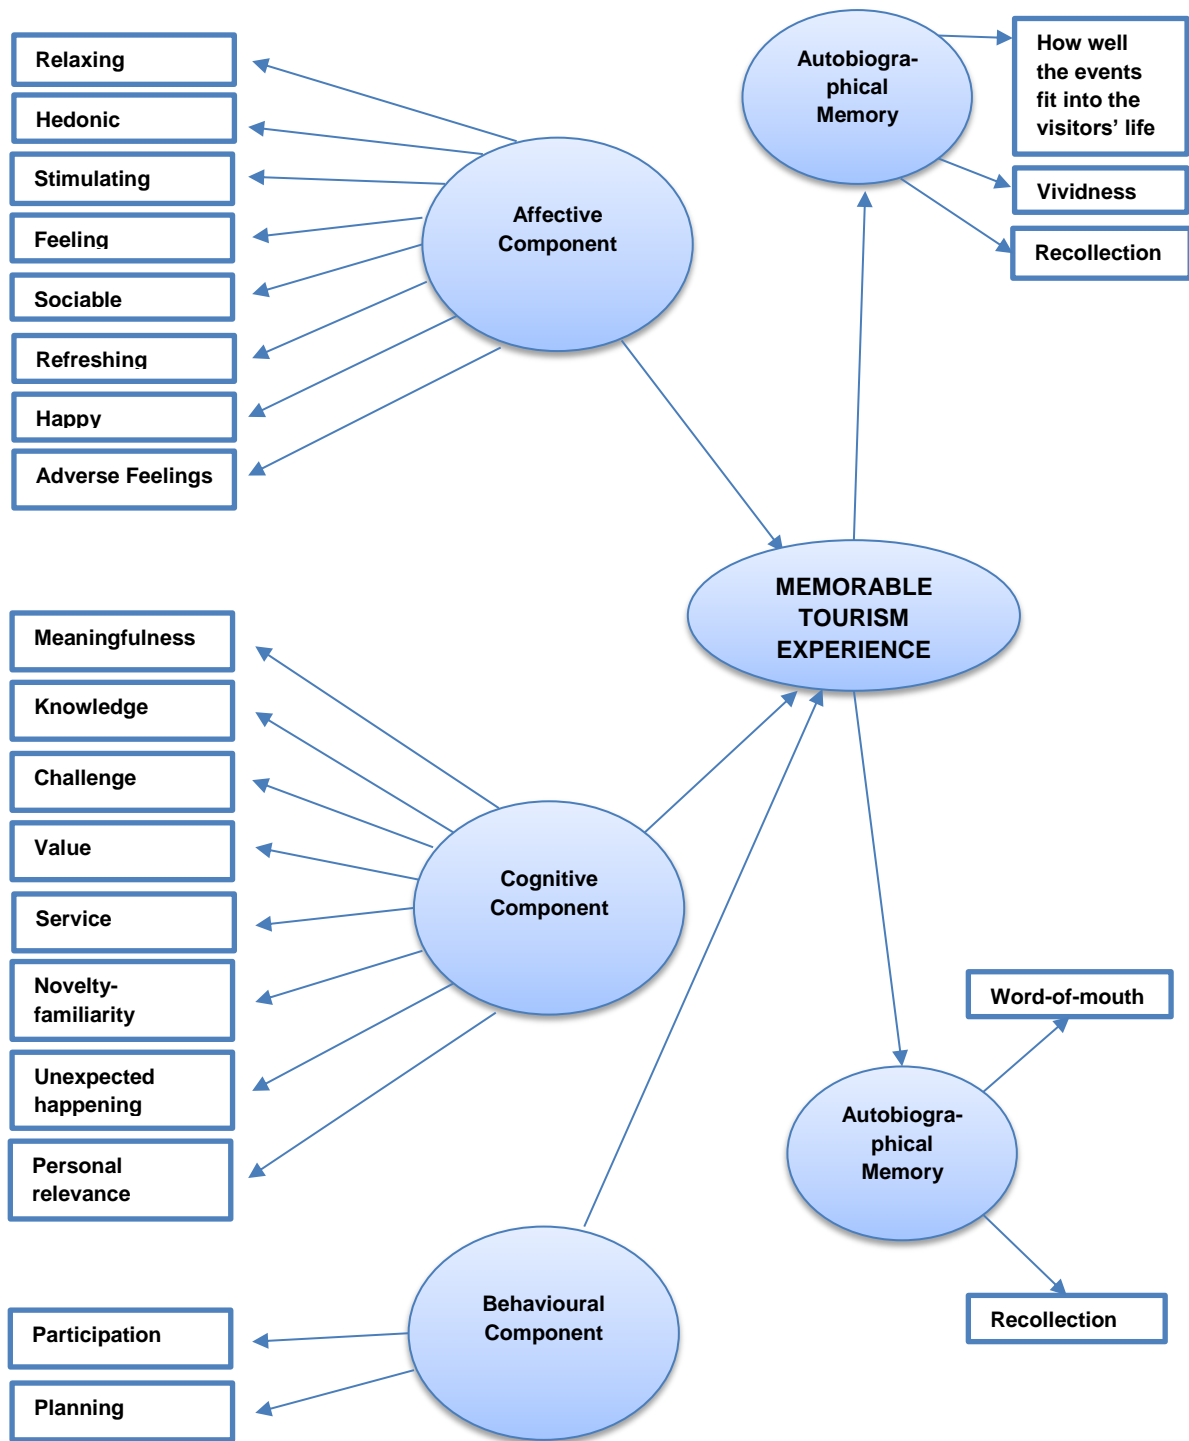 Relaxing
Hedonic
Stimulating
Feeling
Sociable
Refreshing
Happy
Adverse Feelings
Affective
Component
Autobiogra-
phical
Memory
How well
the events
fit into the
visitors’ life
Vividness
Recollection
MEMORABLE
TOURISM
EXPERIENCE
Meaningfulness
Knowledge
Challenge
Value
Service
Novelty-
familiarity
Unexpected
happening
Personal
relevance
Cognitive
Component
Word-of-mouth
Autobiogra-
phical
Memory
Recollection
Behavioural
Component
Participation
Planning